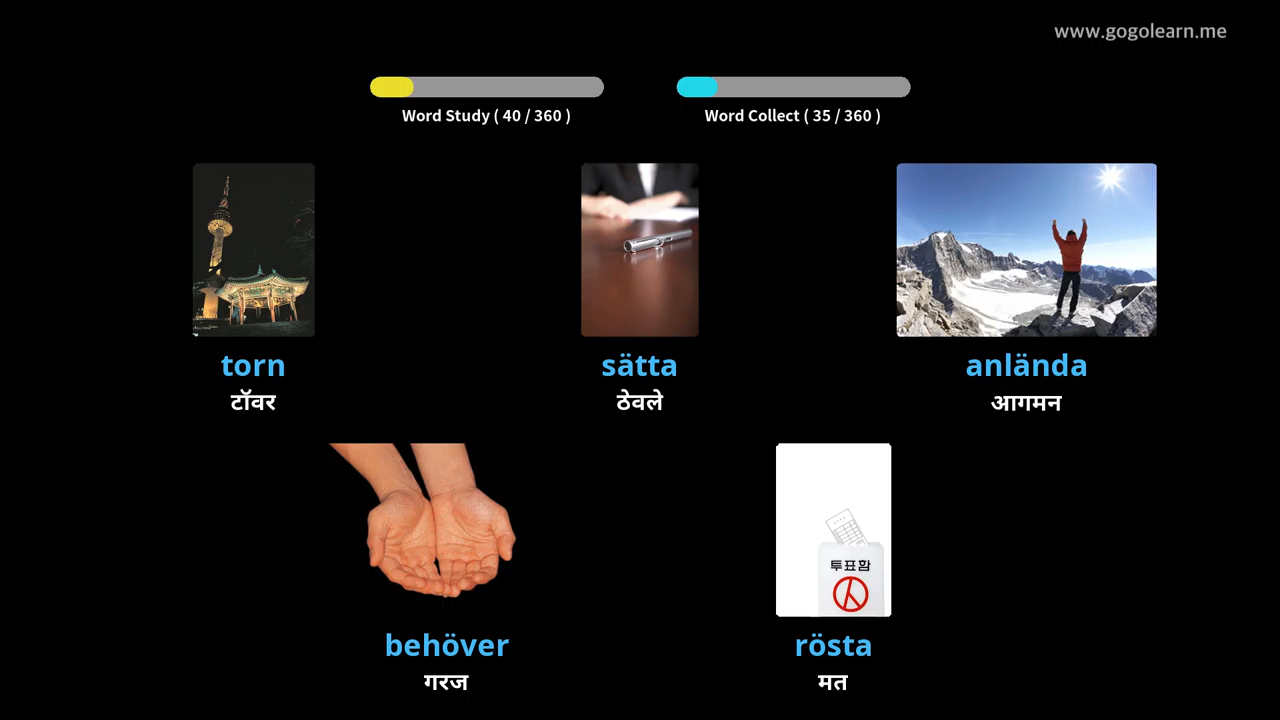 www.gogolearn.me
Word Study ( 40 / 360 )
Word Collect ( 35 / 360 )
torn
टॉवर
sätta
ठेवले
anlända
आगमन
behöver
गरज
투표함
rösta
मत